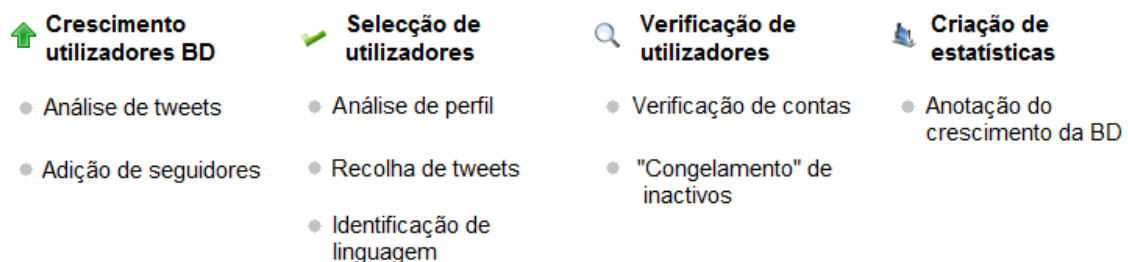 Crescimento
utilizadores BD
Análise de tweets
Adição de seguidores
Selecção de
utilizadores
Análise de perfil
Recolha de tweets
Identificação de
linguagem
Verificação de
utilizadores
Verificação de contas
"Congelamento" de
inactivos
Criação de
estatísticas
Anotação do
crescimento da BD